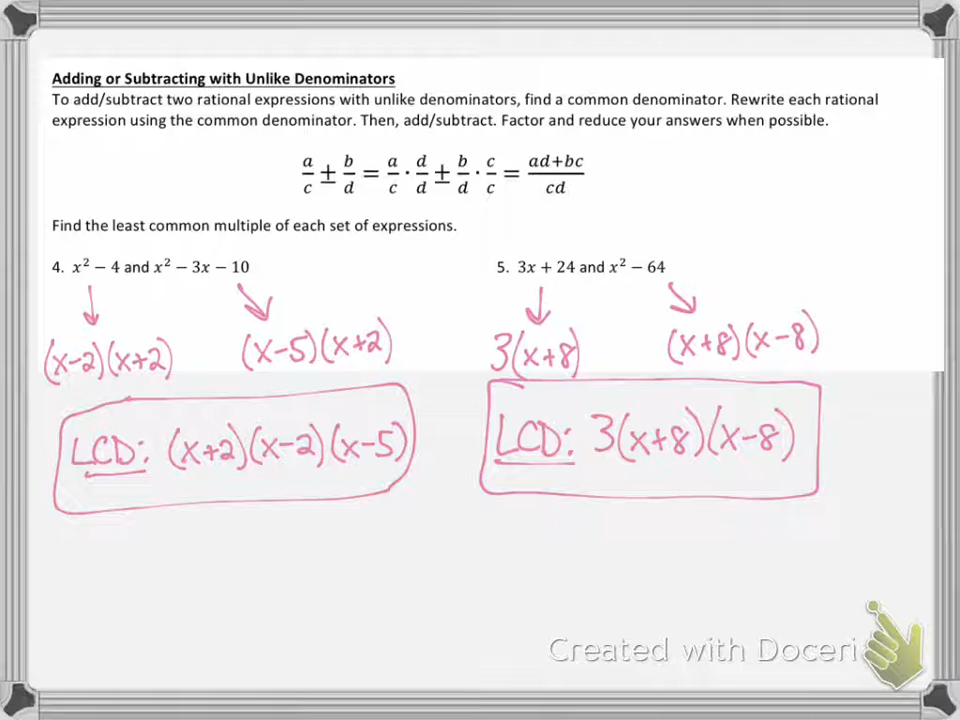 Adding or Subtracting with Unlike Denominators
To add/subtract two rational expressions with unlike denominators, find a common denominator. Rewrite each rational
expression using the common denominator. Then, add/subtract. Factor and reduce your answers when possible.
a/c ± b/d = a/c · d/d ± b/d · c/c = ad+bc/cd
Find the least common multiple of each set of expressions.
4. x² − 4 and x² − 3x − 10 5. 3x + 24 and x² − 64
(x-2)(x+2) (x-5)(x+2) 3(x+8) (x+8)(x-8)
LCD: (x+2)(x-2)(x-5) LCD: 3(x+8)(x-8)
Created with Doceri